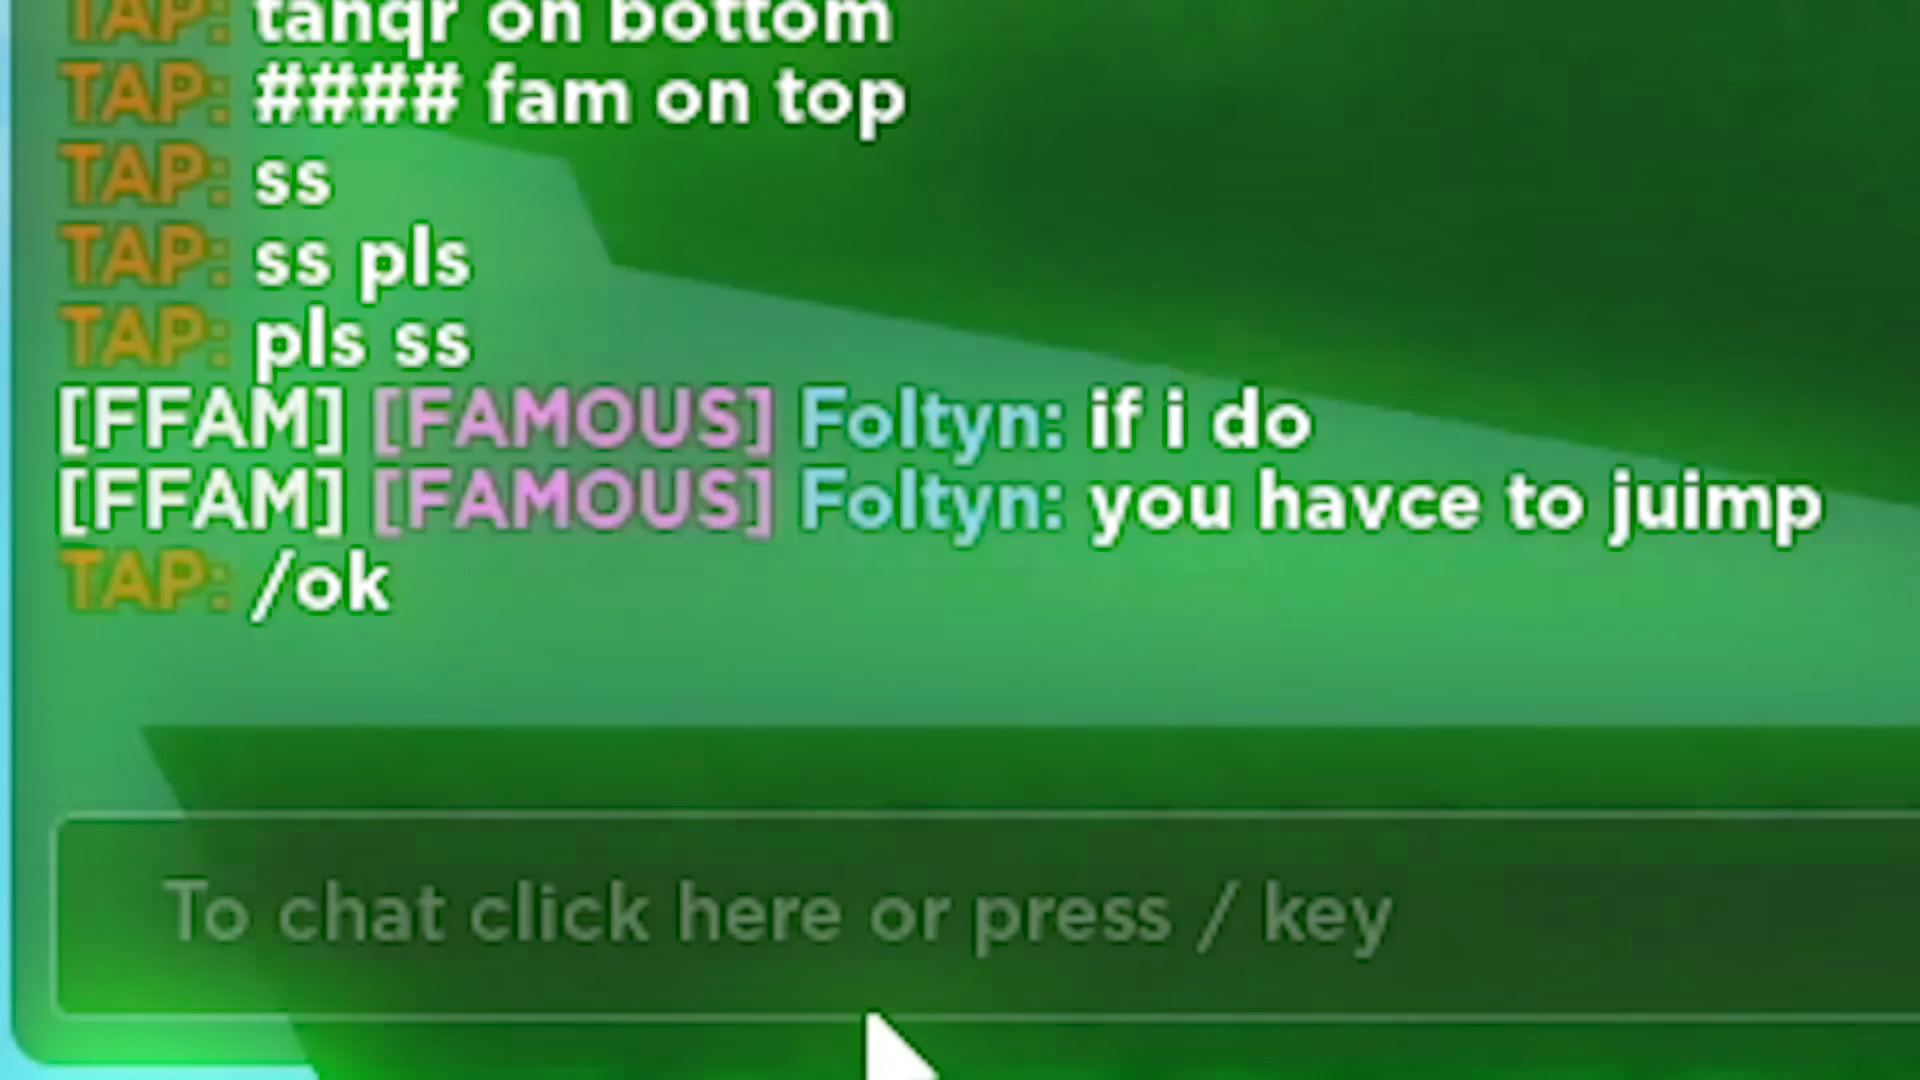 TAP: tanqr on bottom
TAP: #### fam on top
TAP: ss
TAP: ss pls
TAP: pls ss
[FFAM] [FAMOUS] Foltyn: if i do
[FFAM] [FAMOUS] Foltyn: you havce to juimp
TAP: /ok
To chat click here or press / key